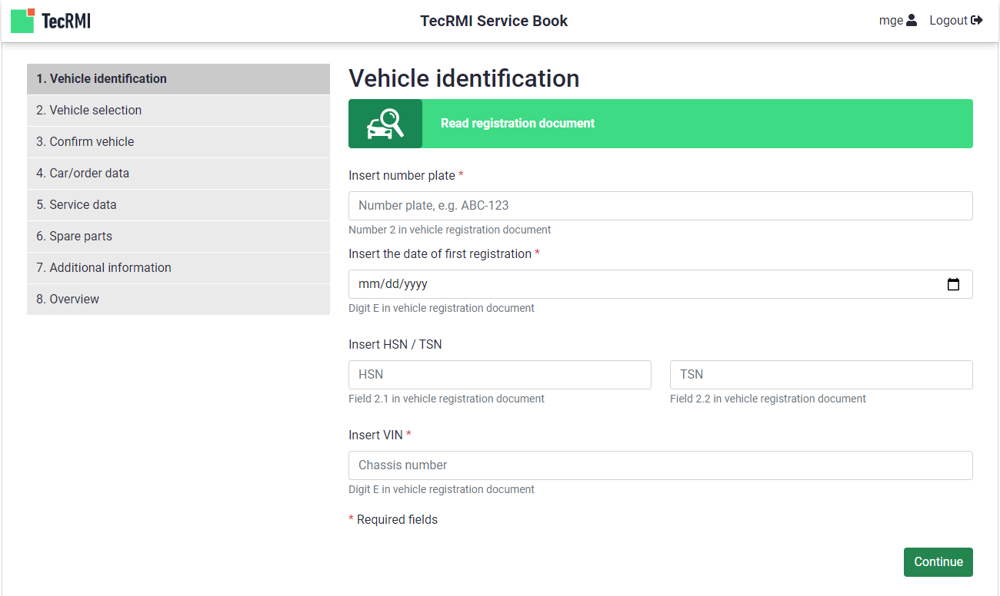 TecRMI
TecRMI Service Book
mge
Logout
1. Vehicle identification
2. Vehicle selection
3. Confirm vehicle
4. Car/order data
5. Service data
6. Spare parts
7. Additional information
8. Overview
Vehicle identification
Read registration document
Insert number plate *
Number plate, e.g. ABC-123
Number 2 in vehicle registration document
Insert the date of first registration *
mm/dd/yyyy
Digit E in vehicle registration document
Insert HSN / TSN
HSN
TSN
Field 2.1 in vehicle registration document
Field 2.2 in vehicle registration document
Insert VIN *
Chassis number
Digit E in vehicle registration document
* Required fields
Continue